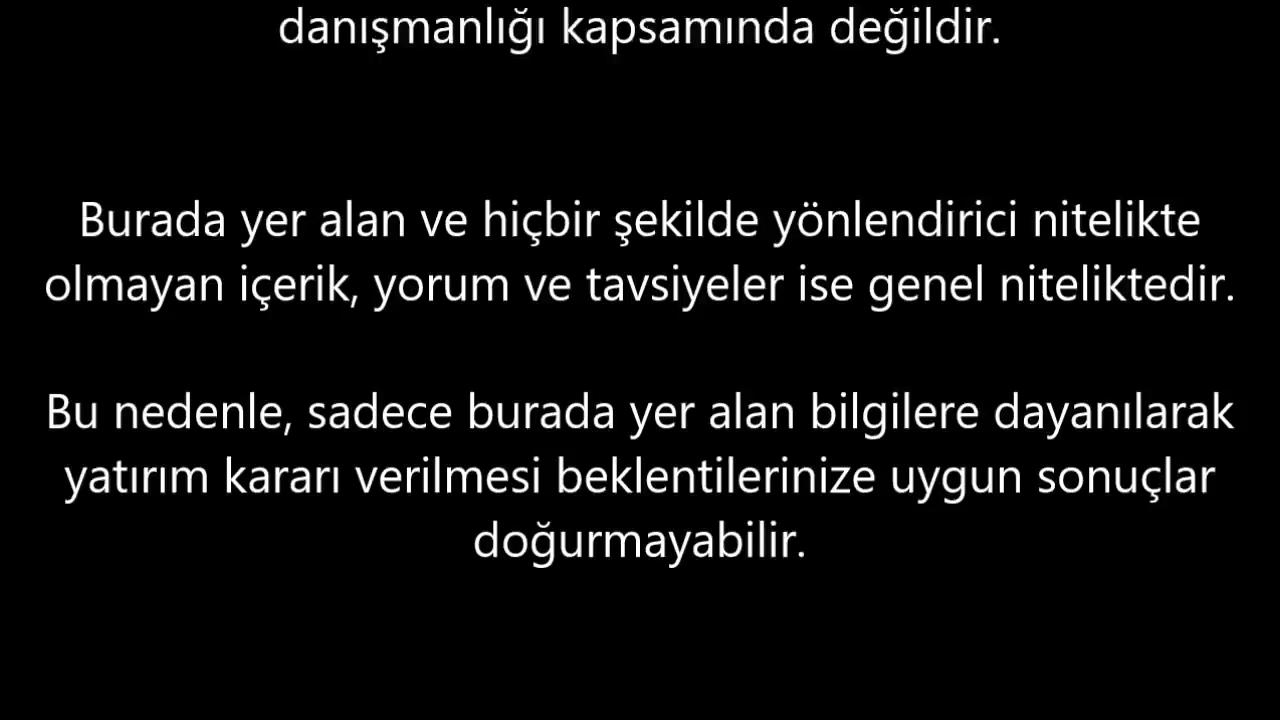 danışmanlığı kapsamında değildir.
Burada yer alan ve hiçbir şekilde yönlendirici nitelikte
olmayan içerik, yorum ve tavsiyeler ise genel niteliktedir.
Bu nedenle, sadece burada yer alan bilgilere dayanılarak
yatırım kararı verilmesi beklentilerinize uygun sonuçlar
doğurmayabilir.